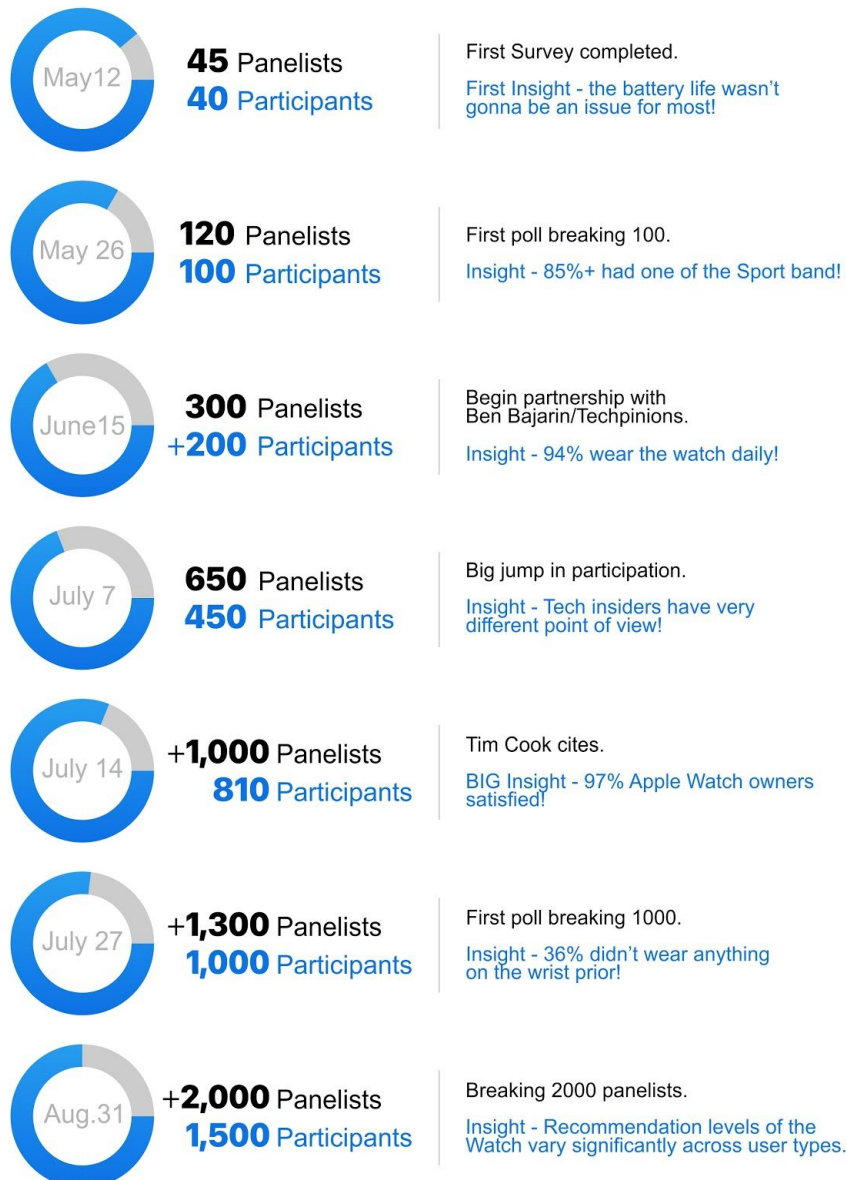 May12
45 Panelists
40 Participants
First Survey completed.
First Insight - the battery life wasn't
gonna be an issue for most!
May 26
120 Panelists
100 Participants
First poll breaking 100.
Insight - 85%+ had one of the Sport band!
June15
300 Panelists
+200 Participants
Begin partnership with
Ben Bajarin/Techpinions.
Insight - 94% wear the watch daily!
July 7
650 Panelists
450 Participants
Big jump in participation.
Insight - Tech insiders have very
different point of view!
July 14
+1,000 Panelists
810 Participants
Tim Cook cites.
BIG Insight - 97% Apple Watch owners
satisfied!
July 27
+1,300 Panelists
1,000 Participants
First poll breaking 1000.
Insight - 36% didn't wear anything
on the wrist prior!
Aug.31
+2,000 Panelists
1,500 Participants
Breaking 2000 panelists.
Insight - Recommendation levels of the
Watch vary significantly across user types.